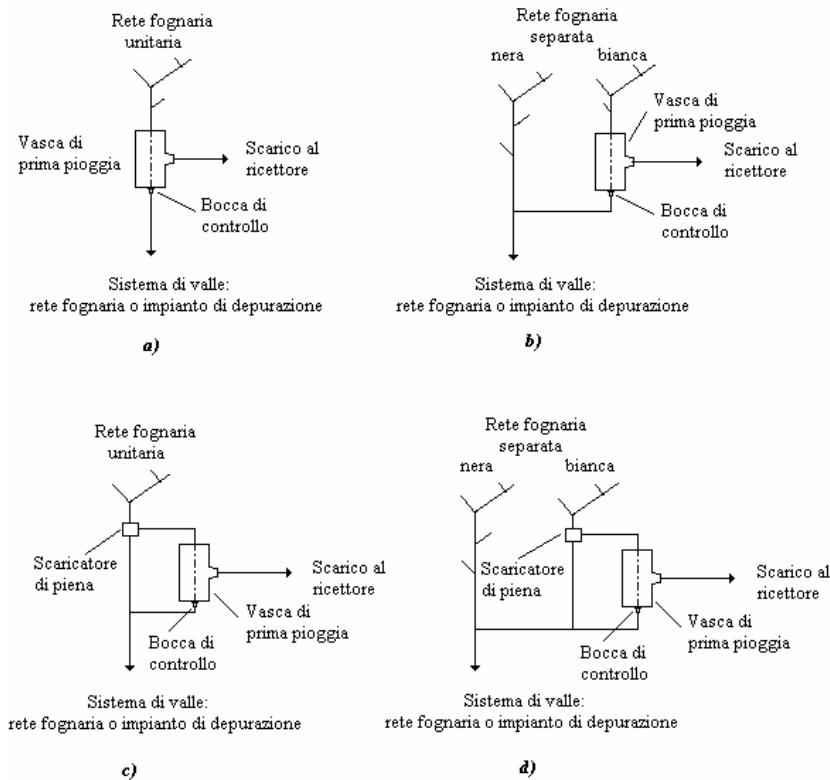 Rete fognaria
unitaria
Vasca di
prima pioggia
Scarico al
ricettore
Bocca di
controllo
Sistema di valle:
rete fognaria o impianto di depurazione
a)
Rete fognaria
separata
nera
bianca
Vasca di
prima pioggia
Scarico al
ricettore
Bocca di
controllo
Sistema di valle:
rete fognaria o impianto di depurazione
b)
Rete fognaria
unitaria
Scaricatore
di piena
Scarico al
ricettore
Vasca di
prima pioggia
Bocca di
controllo
Sistema di valle:
rete fognaria o impianto di depurazione
c)
Rete fognaria
separata
nera
bianca
Scaricatore
di piena
Scarico al
ricettore
Vasca di
prima pioggia
Bocca di
controllo
Sistema di valle:
rete fognaria o impianto di depurazione
d)